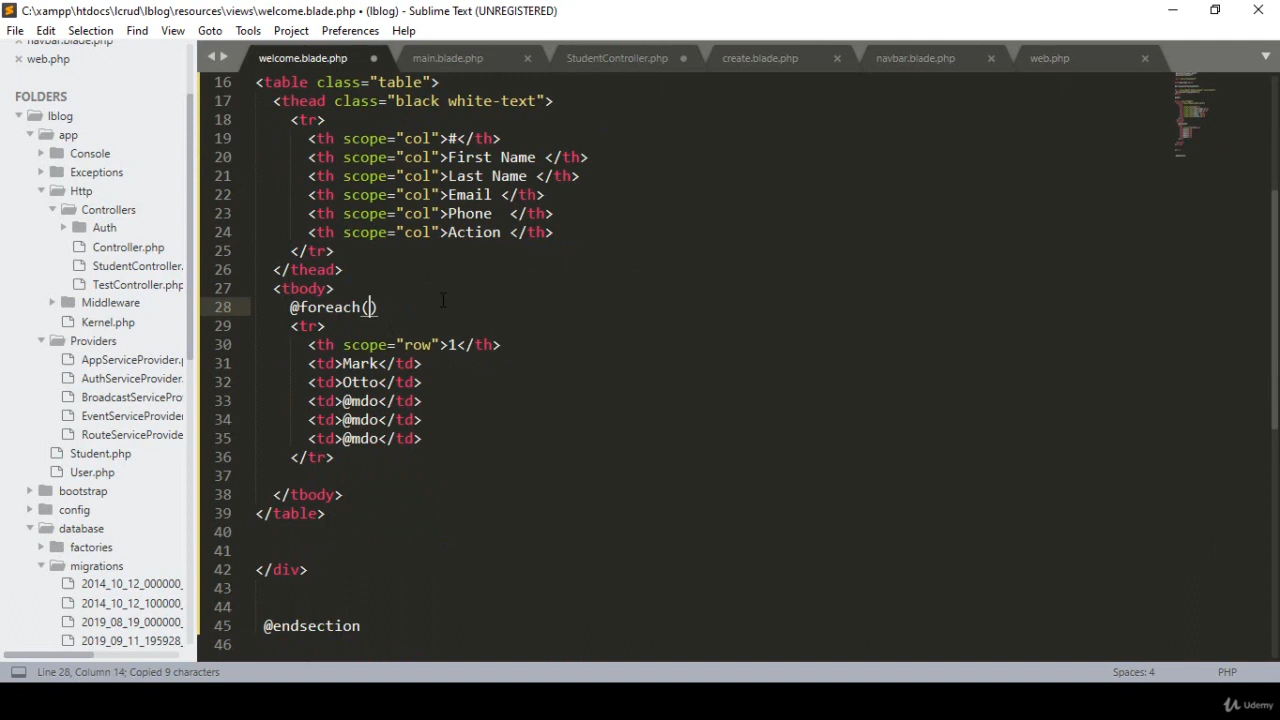 C:\xampp\htdocs\lcrud\lblog\resources\views\welcome.blade.php • (lblog) - Sublime Text (UNREGISTERED)
File Edit Selection Find View Goto Tools Project Preferences Help
navbar.blade.php
web.php
FOLDERS
lblog
app
Console
Exceptions
Http
Controllers
Auth
Controller.php
StudentController.
TestController.php
Middleware
Kernel.php
Providers
AppServiceProvider.p
AuthServiceProvider.
BroadcastServicePro
EventServiceProvider
RouteServiceProvide
Student.php
User.php
bootstrap
config
database
factories
migrations
2014_10_12_000000_
2014_10_12_100000_
2019_08_19_000000_
2019_09_11_195928_
welcome.blade.php main.blade.php StudentController.php create.blade.php navbar.blade.php web.php
16 <table class="table">
17 <thead class="black white-text">
18 <tr>
19 <th scope="col">#</th>
20 <th scope="col">First Name </th>
21 <th scope="col">Last Name </th>
22 <th scope="col">Email </th>
23 <th scope="col">Phone  </th>
24 <th scope="col">Action </th>
25 </tr>
26 </thead>
27 <tbody>
28 @foreach()
29 <tr>
30 <th scope="row">1</th>
31 <td>Mark</td>
32 <td>Otto</td>
33 <td>@mdo</td>
34 <td>@mdo</td>
35 <td>@mdo</td>
36 </tr>
37
38 </tbody>
39 </table>
40
41
42 </div>
43
44
45 @endsection
46
Line 28, Column 14; Copied 9 characters Spaces: 4 PHP
Udemy